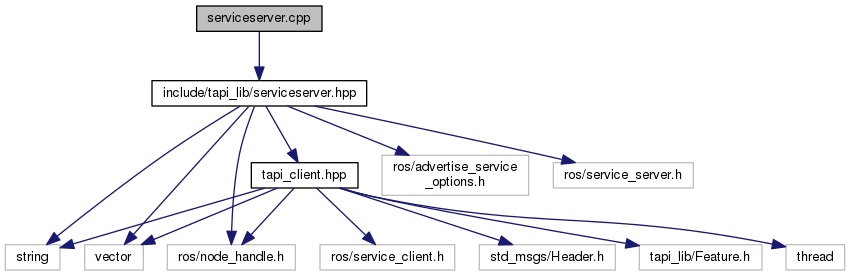 serviceserver.cpp
include/tapi_lib/serviceserver.hpp
tapi_client.hpp
ros/advertise_service
_options.h
ros/service_server.h
string
vector
ros/node_handle.h
ros/service_client.h
std_msgs/Header.h
tapi_lib/Feature.h
thread